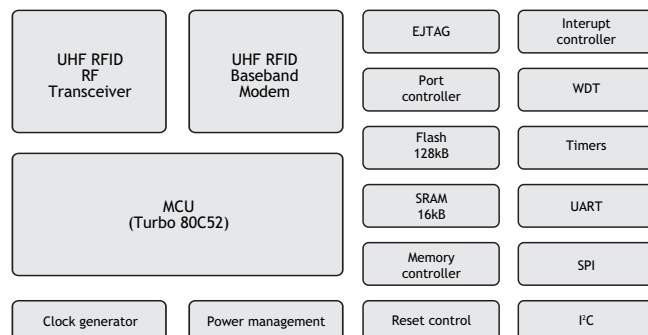 UHF RFID
RF
Transceiver
UHF RFID
Baseband
Modem
EJTAG
Interupt
controller
Port
controller
WDT
Flash
128kB
Timers
MCU
(Turbo 80C52)
SRAM
16kB
UART
Memory
controller
SPI
Clock generator
Power management
Reset control
I²C